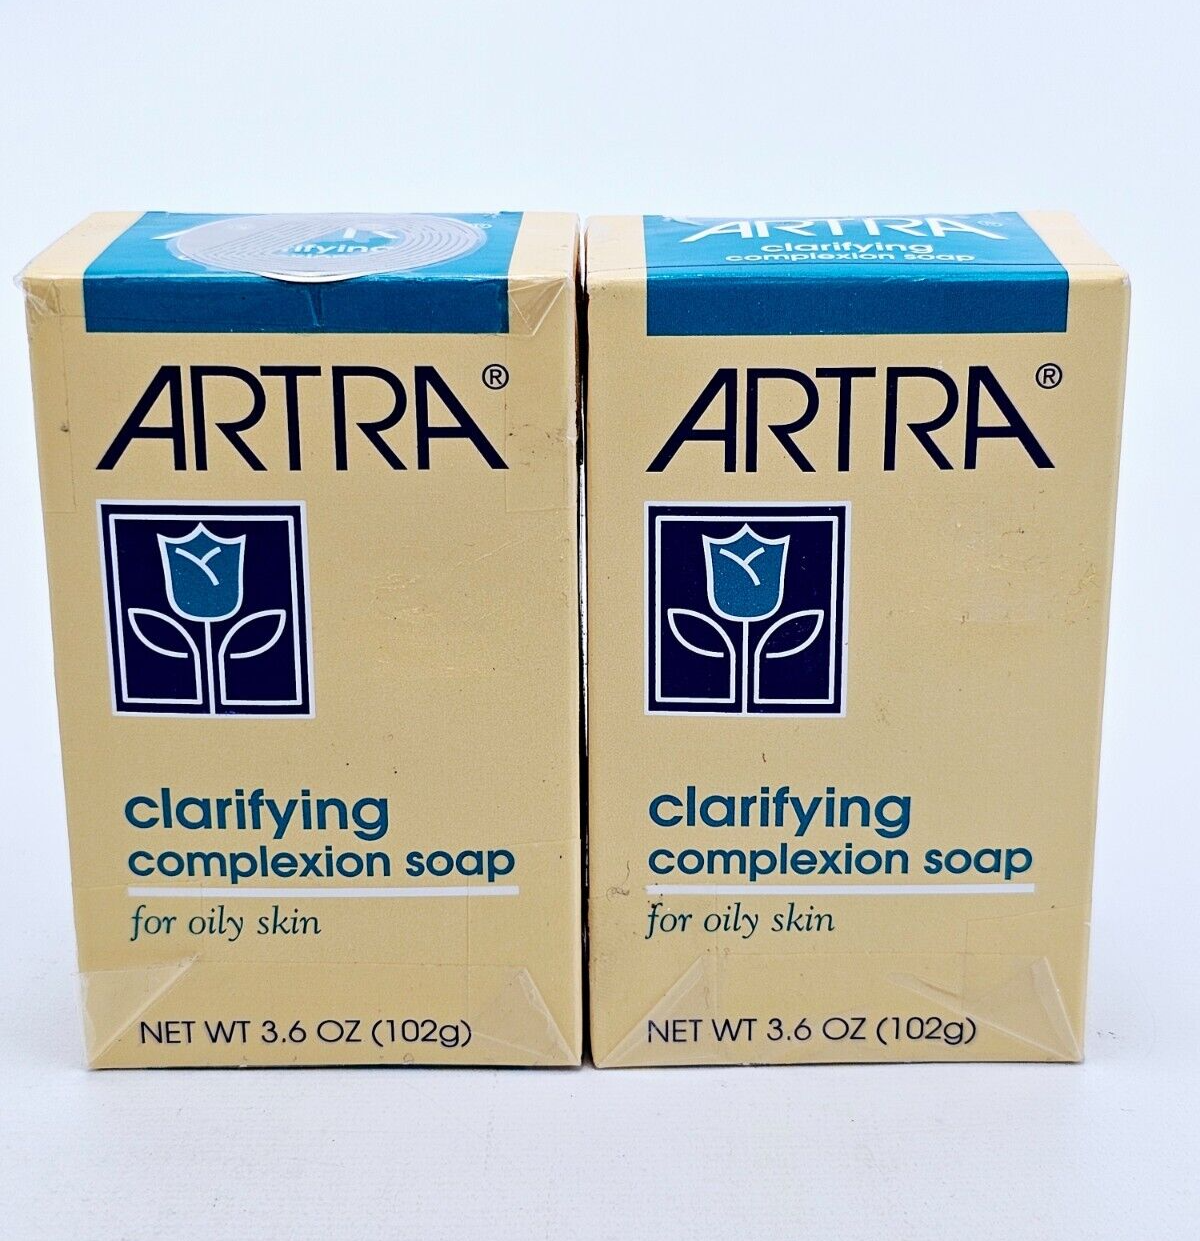 ifying
ARTRA®
clarifying
complexion soap
for oily skin
NET WT 3.6 OZ (102g)
ARTRA
clarifying
complexion soap
ARTRA®
clarifying
complexion soap
for oily skin
NET WT 3.6 OZ (102g)